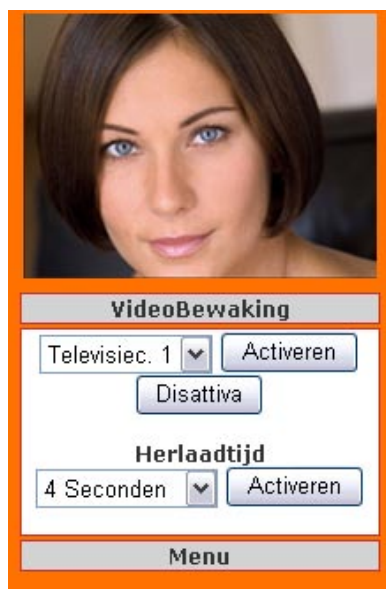 VideoBewaking
Televisiec. 1 Activeren
Disattiva
Herlaadtijd
4 Seconden Activeren
Menu